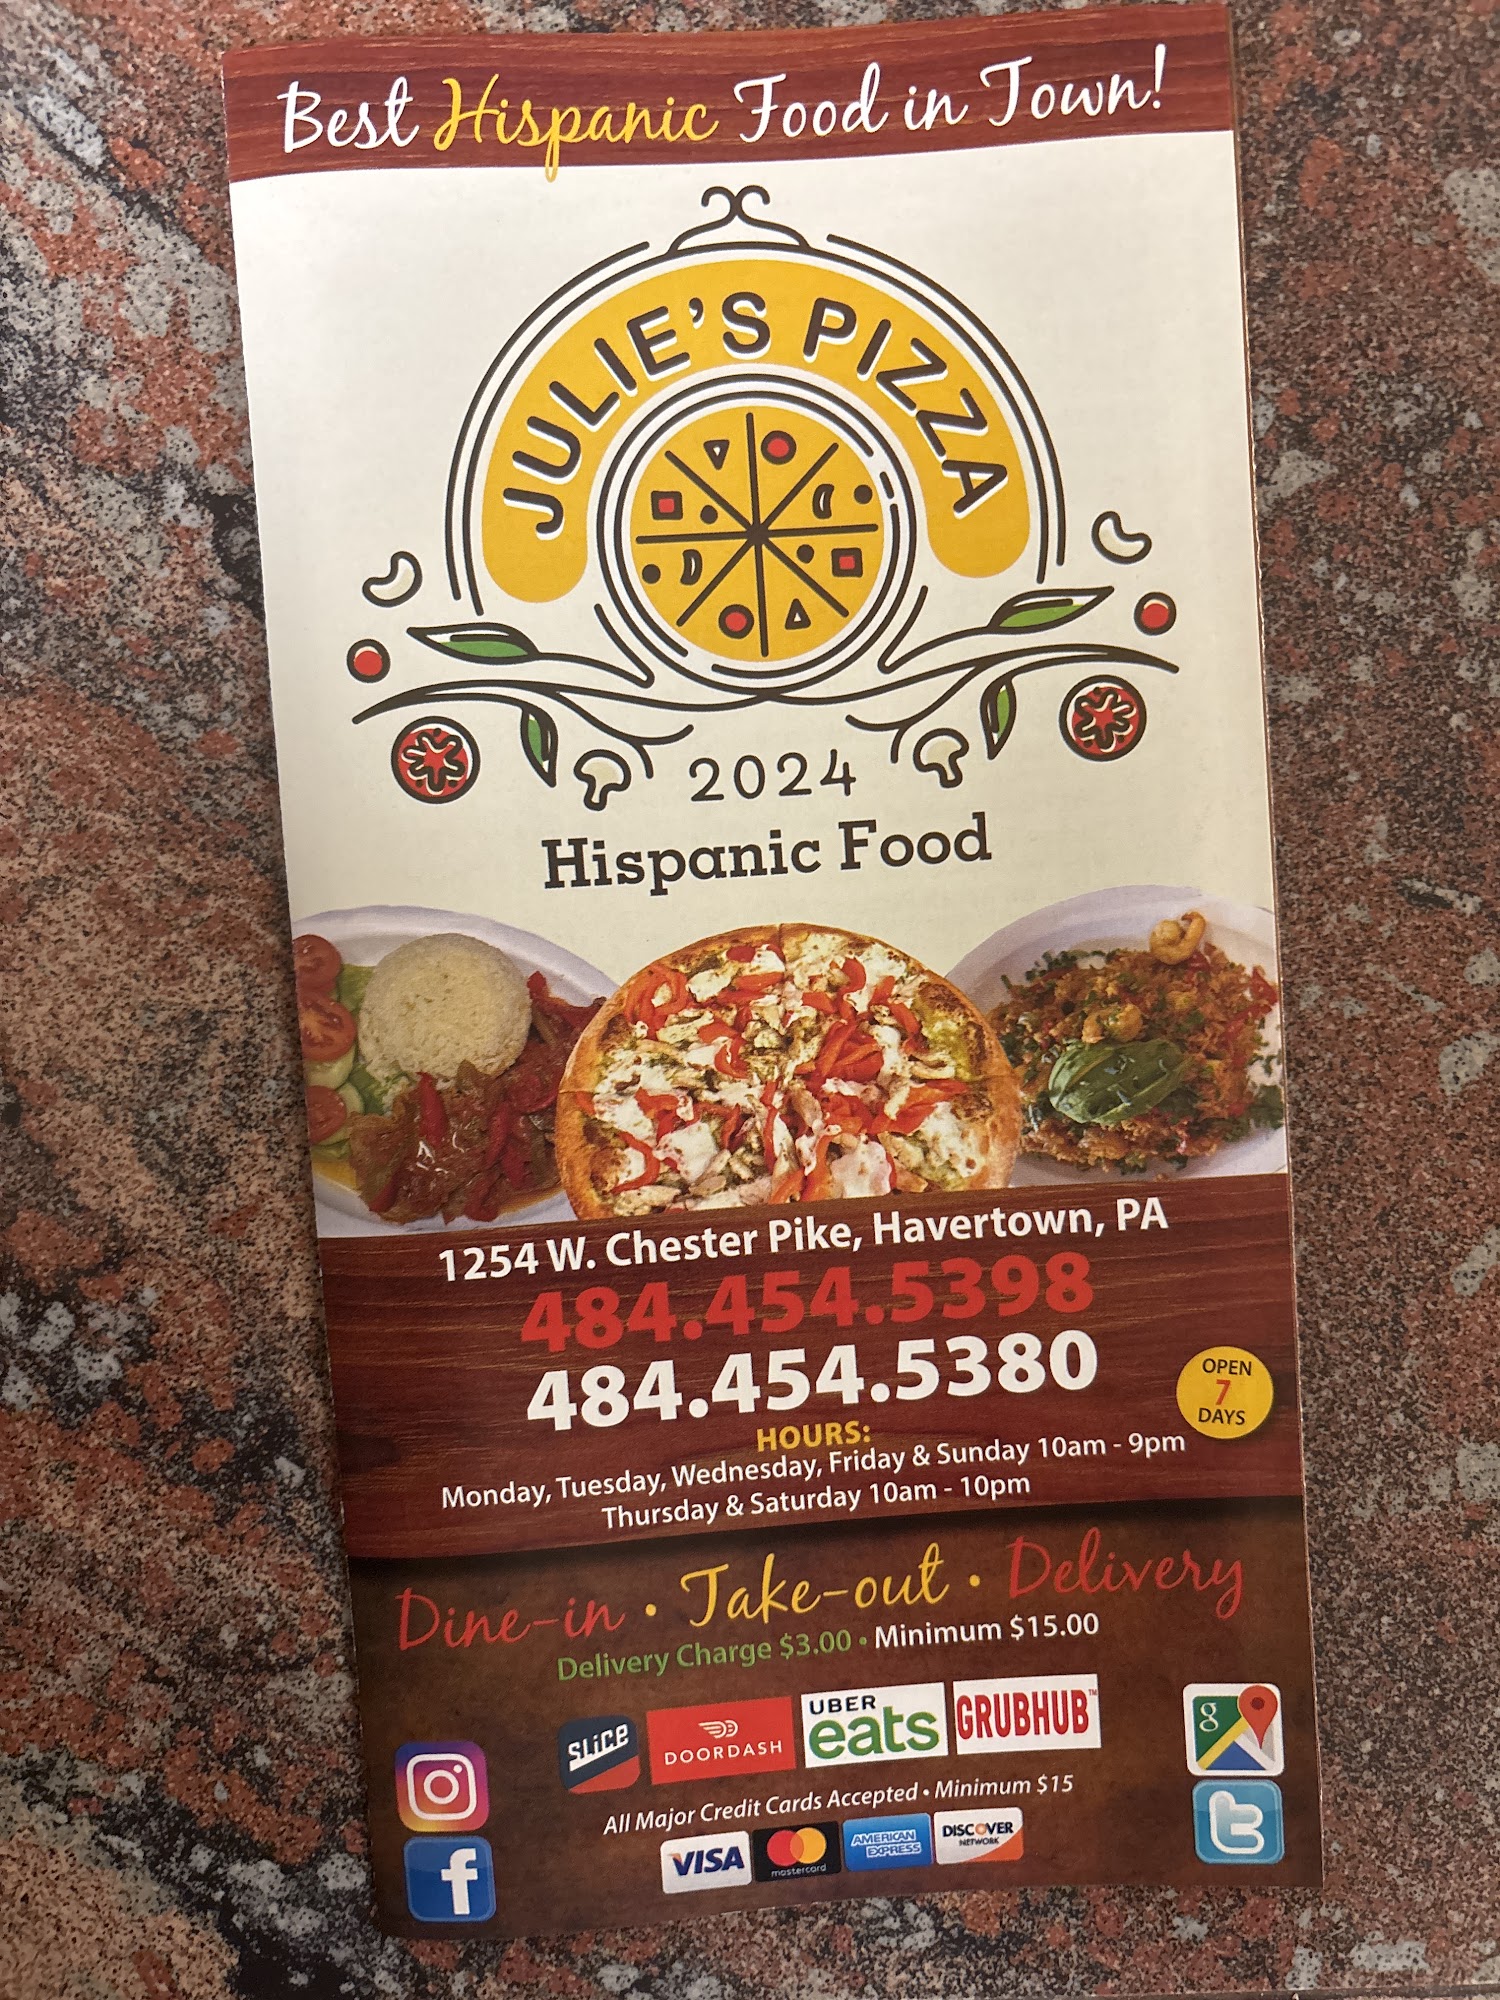 Best Hispanic Food in Town!
JULIE'S PIZZA
2024
Hispanic Food
1254 W. Chester Pike, Havertown, PA
484.454.5398
484.454.5380
OPEN
7
DAYS
HOURS:
Monday, Tuesday, Wednesday, Friday & Sunday 10am - 9pm
Thursday & Saturday 10am - 10pm
Dine-in • Take-out • Delivery
Delivery Charge $3.00 • Minimum $15.00
SLiCE
DOORDASH
UBER
eats
GRUBHUB™
g
All Major Credit Cards Accepted • Minimum $15
VISA
mastercard
AMERICAN
EXPRESS
DISCOVER
NETWORK
f
t